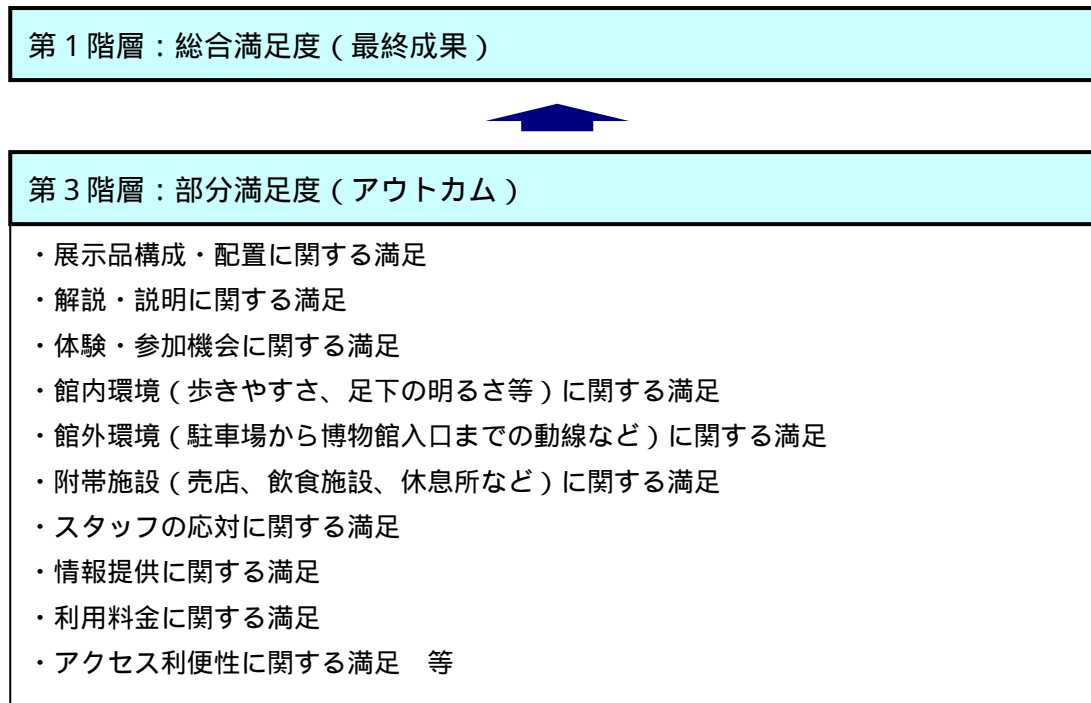 第１階層：総合満足度（最終成果）
第３階層：部分満足度（アウトカム）
・展示品構成・配置に関する満足
・解説・説明に関する満足
・体験・参加機会に関する満足
・館内環境（歩きやすさ、足下の明るさ等）に関する満足
・館外環境（駐車場から博物館入口までの動線など）に関する満足
・附帯施設（売店、飲食施設、休息所など）に関する満足
・スタッフの応対に関する満足
・情報提供に関する満足
・利用料金に関する満足
・アクセス利便性に関する満足　等